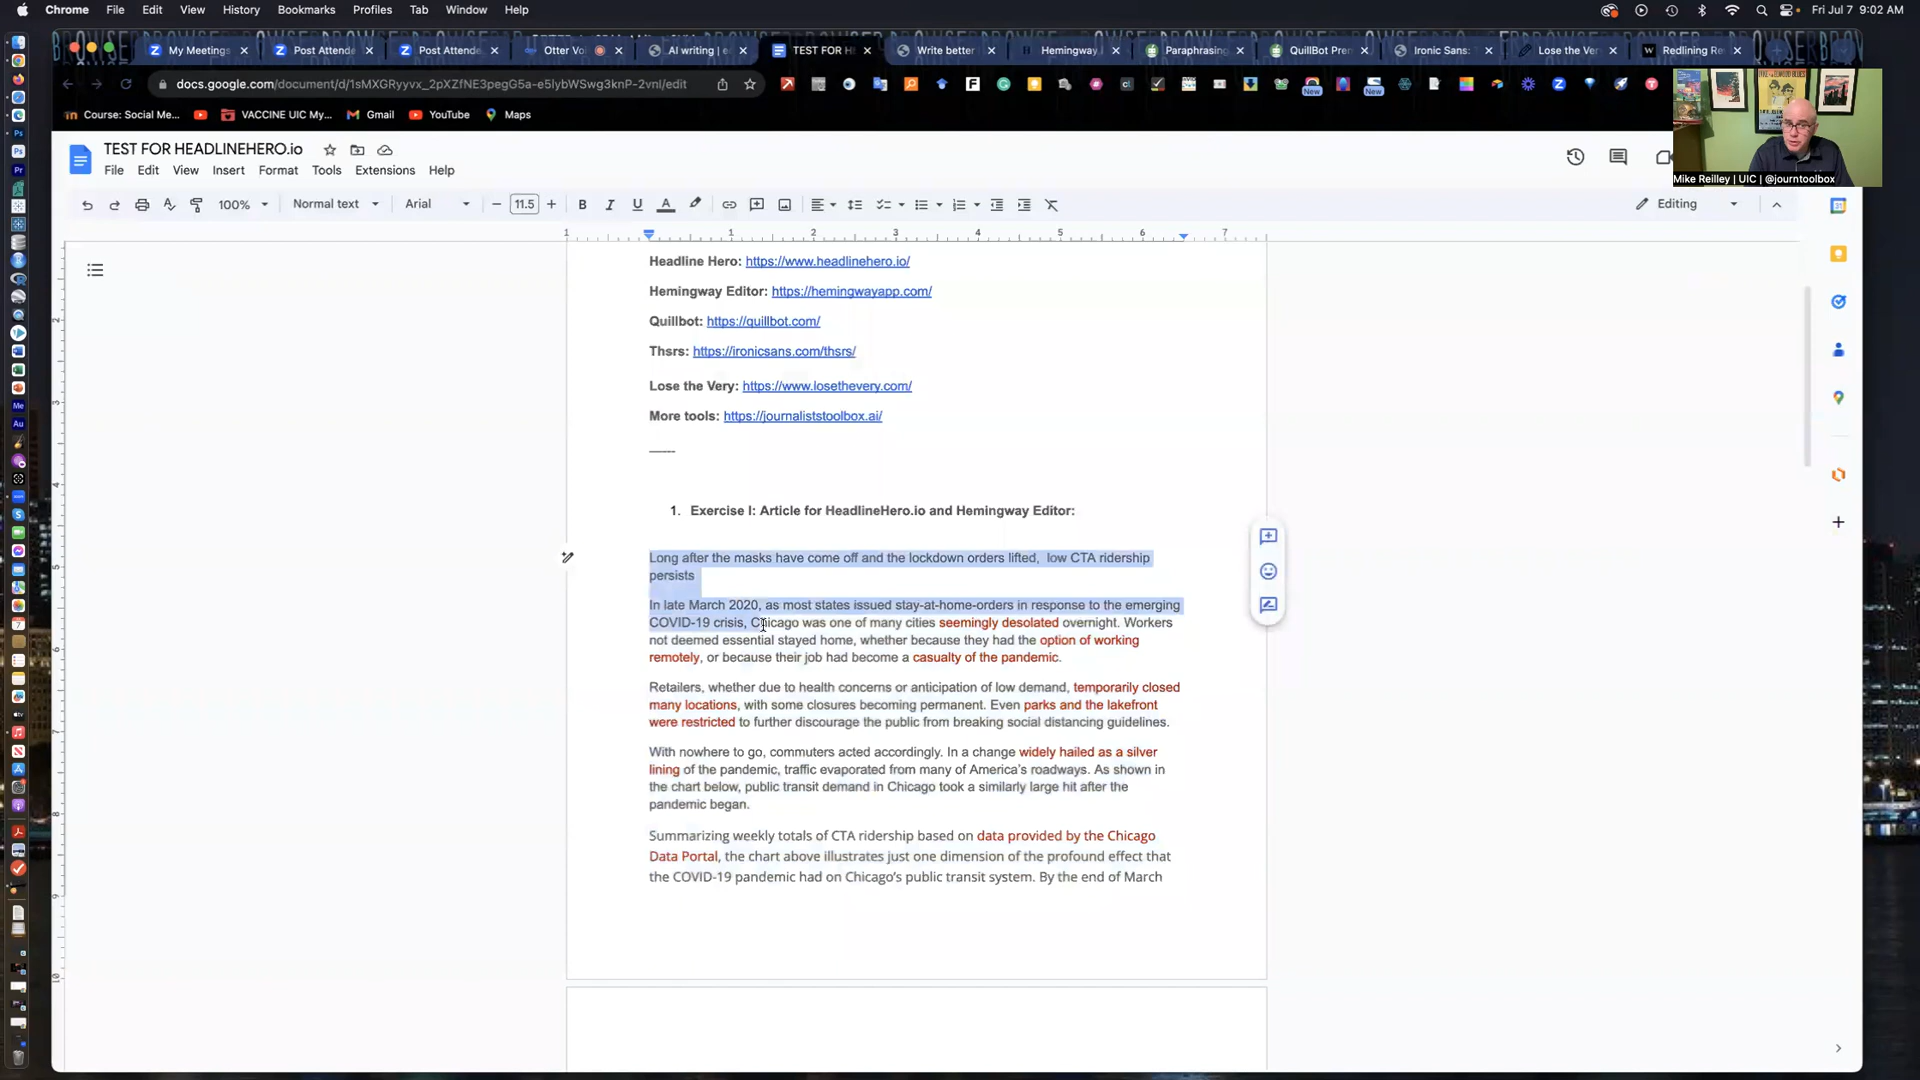 Chrome File Edit View History Bookmarks Profiles Tab Window Help
Fri Jul 7 9:02 AM
My Meetings
Post Attende
Post Attende
Otter Vo
AI writing | e
TEST FOR H
Write better
Hemingway
Paraphrasing
QuillBot Pre
Ironic Sans:
Lose the Ver
Redlining Re
docs.google.com/document/d/1sMXGRyyvx_2pXZfNE3pegG5a-e5lybWSwg3knP-2vnI/edit
New
New
Course: Social Me...
VACCINE UIC My...
Gmail
YouTube
Maps
Mike Reilley | UIC | @journtoolbox
TEST FOR HEADLINEHERO.io
File Edit View Insert Format Tools Extensions Help
100% Normal text Arial 11.5 Editing
1 1 2 3 4 5 6 7
Headline Hero: https://www.headlinehero.io/
Hemingway Editor: https://hemingwayapp.com/
Quillbot: https://quillbot.com/
Thsrs: https://ironicsans.com/thsrs/
Lose the Very: https://www.losethevery.com/
More tools: https://journaliststoolbox.ai/
1. Exercise I: Article for HeadlineHero.io and Hemingway Editor:
Long after the masks have come off and the lockdown orders lifted, low CTA ridership
persists
In late March 2020, as most states issued stay-at-home-orders in response to the emerging
COVID-19 crisis, Chicago was one of many cities seemingly desolated overnight. Workers
not deemed essential stayed home, whether because they had the option of working
remotely, or because their job had become a casualty of the pandemic.
Retailers, whether due to health concerns or anticipation of low demand, temporarily closed
many locations, with some closures becoming permanent. Even parks and the lakefront
were restricted to further discourage the public from breaking social distancing guidelines.
With nowhere to go, commuters acted accordingly. In a change widely hailed as a silver
lining of the pandemic, traffic evaporated from many of America's roadways. As shown in
the chart below, public transit demand in Chicago took a similarly large hit after the
pandemic began.
Summarizing weekly totals of CTA ridership based on data provided by the Chicago
Data Portal, the chart above illustrates just one dimension of the profound effect that
the COVID-19 pandemic had on Chicago's public transit system. By the end of March